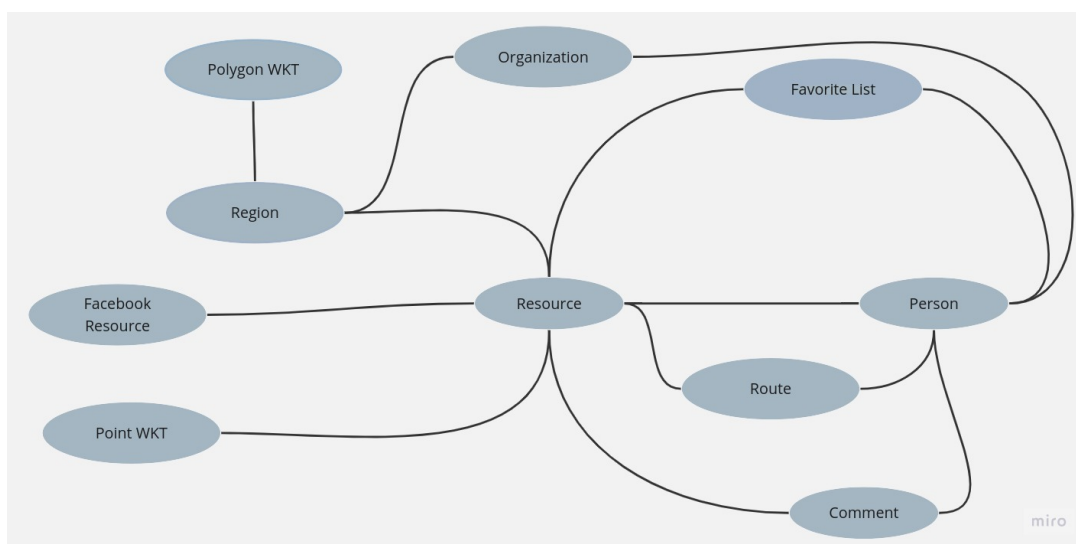 Polygon WKT
Organization
Favorite List
Region
Facebook
Resource
Resource
Person
Route
Point WKT
Comment
miro